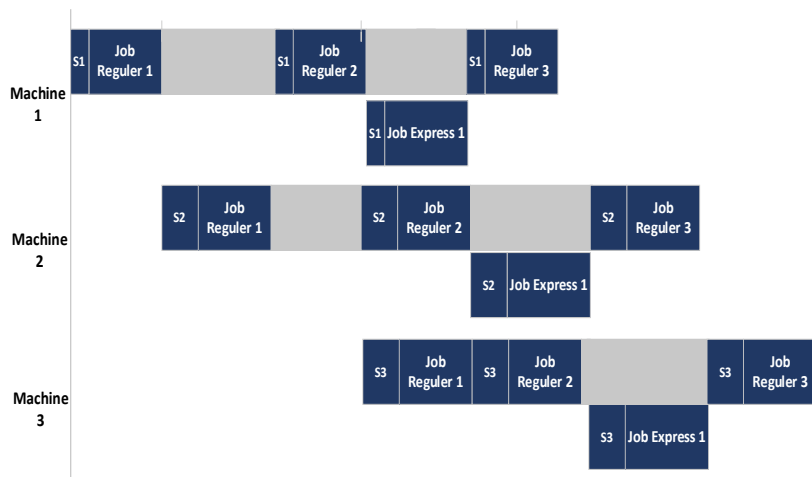 S1
Job
Reguler 1
S1
Job
Reguler 2
S1
Job
Reguler 3
Machine
1
S1
Job Express 1
S2
Job
Reguler 1
S2
Job
Reguler 2
S2
Job
Reguler 3
Machine
2
S2
Job Express 1
S3
Job
Reguler 1
S3
Job
Reguler 2
S3
Job
Reguler 3
Machine
3
S3
Job Express 1